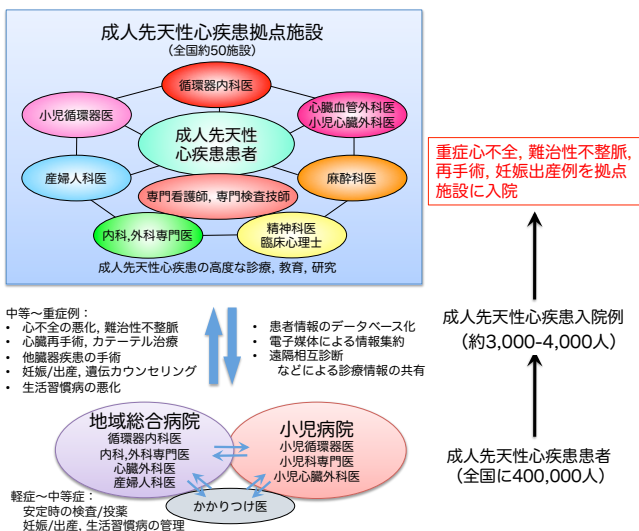 成人先天性心疾患拠点施設
(全国約50施設)
循環器内科医
小児循環器医
心臓血管外科医
小児心臓外科医
成人先天性
心疾患患者
産婦人科医
麻酔科医
専門看護師, 専門検査技師
内科,外科専門医
精神科医
臨床心理士
成人先天性心疾患の高度な診療, 教育, 研究
重症心不全, 難治性不整脈,
再手術, 妊娠出産例を拠点
施設に入院
中等〜重症例：
• 心不全の悪化, 難治性不整脈
• 心臓再手術, カテーテル治療
• 他臓器疾患の手術
• 妊娠/出産, 遺伝カウンセリング
• 生活習慣病の悪化
• 患者情報のデータベース化
• 電子媒体による情報集約
• 遠隔相互診断
などによる診療情報の共有
成人先天性心疾患入院例
（約3,000-4,000人）
地域総合病院
循環器内科医
内科,外科専門医
心臓外科医
産婦人科医
小児病院
小児循環器医
小児科専門医
小児心臓外科医
かかりつけ医
成人先天性心疾患患者
（全国に400,000人）
軽症〜中等症：
安定時の検査/投薬
妊娠/出産, 生活習慣病の管理